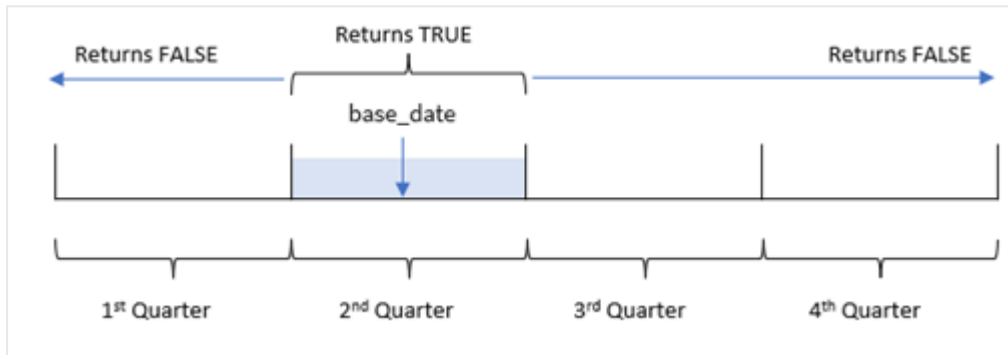 Returns TRUE
Returns FALSE
Returns FALSE
base_date
1st Quarter
2nd Quarter
3rd Quarter
4th Quarter